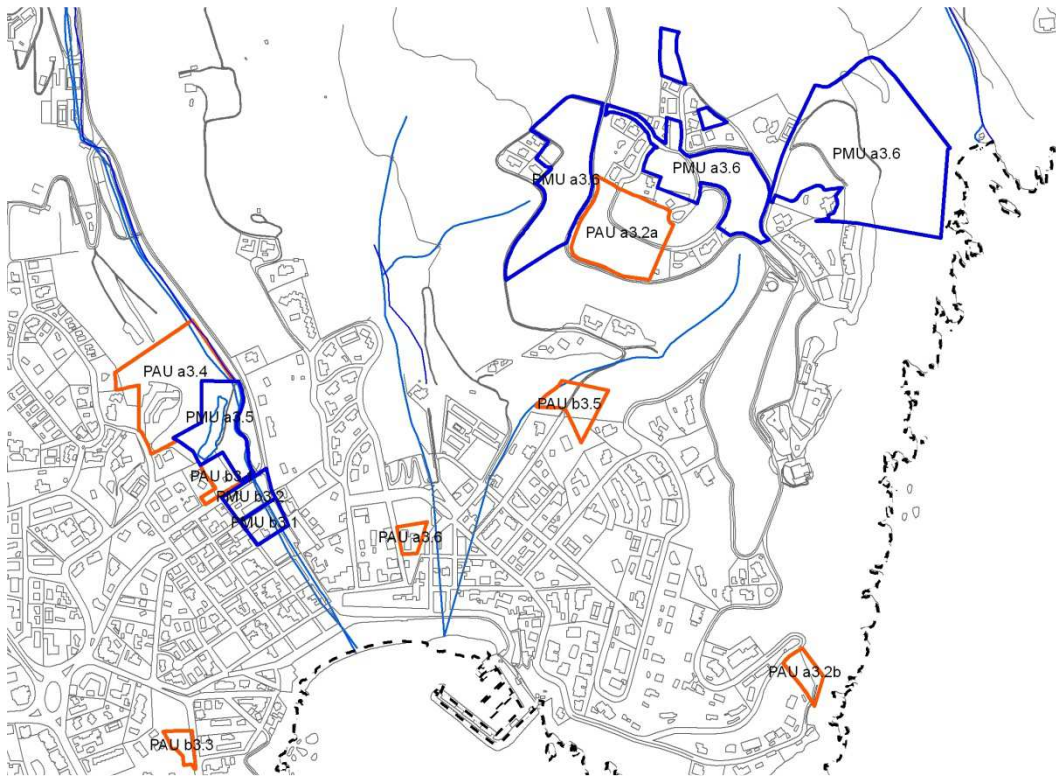 PMU a3.6
PMU a3.6
PMU a3.6
PAU a3.2a
PAU a3.4
PAU b3.5
PMU a3.5
PAU
PMU b3.2
PMU b3.1
PAU a3.6
PAU a3.2b
PAU b3.3